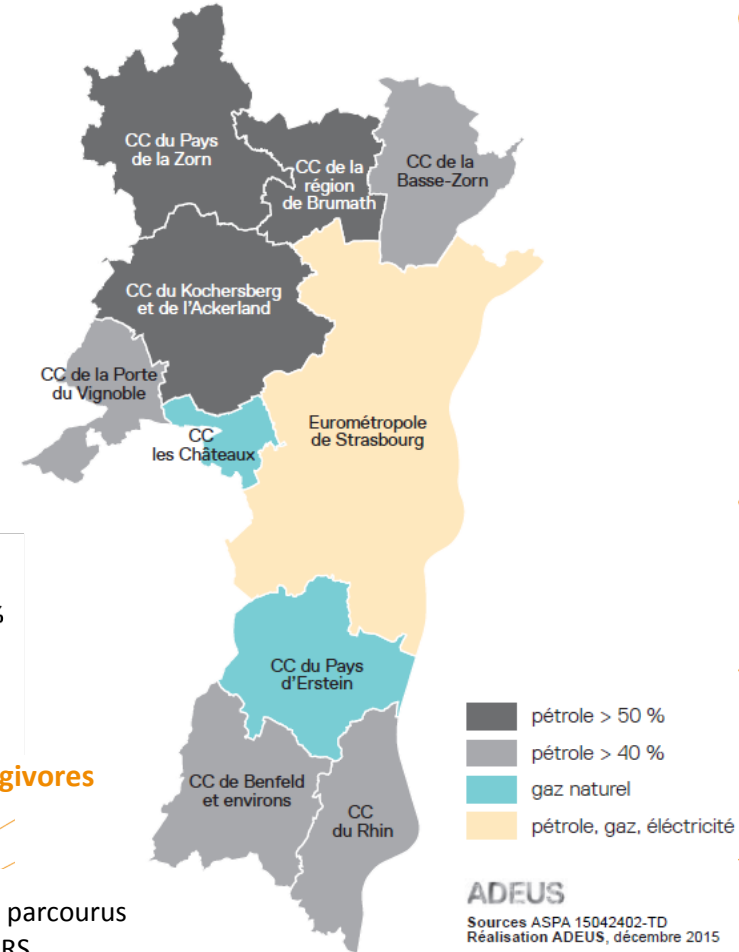 CC du Pays
de la Zorn
CC de la
région
de Brumath
CC de la
Basse-Zorn
CC du Kochersberg
et de l'Ackerland
CC de la Porte
du Vignoble
CC
les Châteaux
Eurométropole
de Strasbourg
%
CC du Pays
d'Erstein
givores
CC de Benfeld
et environs
CC
du Rhin
parcourus
RS
pétrole > 50 %
pétrole > 40 %
gaz naturel
pétrole, gaz, éléctricité
ADEUS
Sources ASPA 15042402-TD
Réalisation ADEUS, décembre 2015